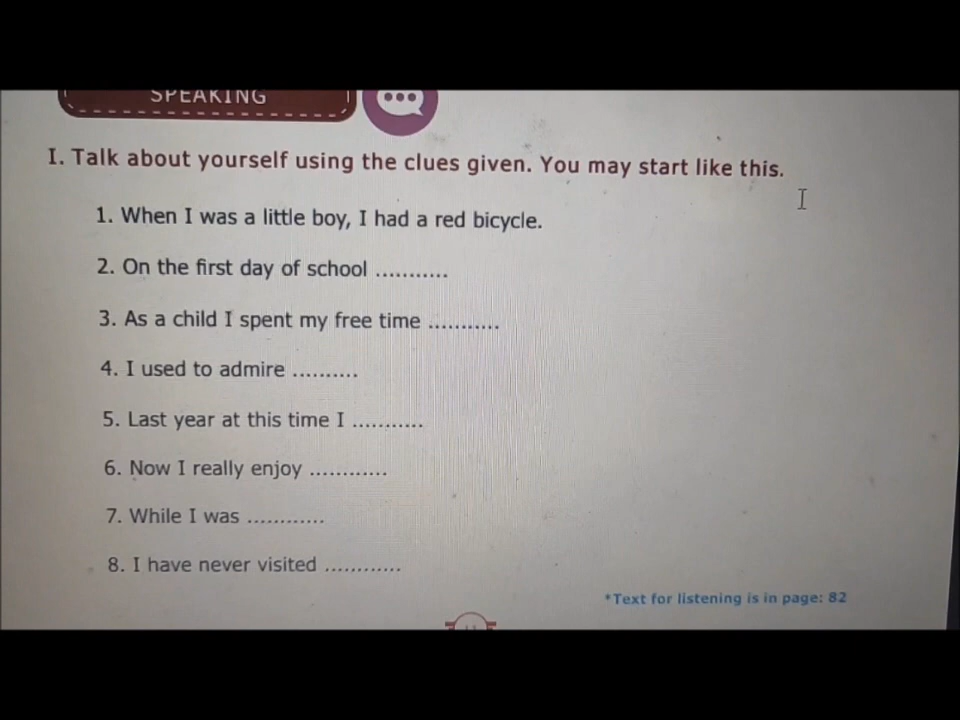 SPEAKING
I. Talk about yourself using the clues given. You may start like this.
1. When I was a little boy, I had a red bicycle.
2. On the first day of school ...........
3. As a child I spent my free time ...........
4. I used to admire ..........
5. Last year at this time I ...........
6. Now I really enjoy ............
7. While I was ............
8. I have never visited ............
*Text for listening is in page: 82